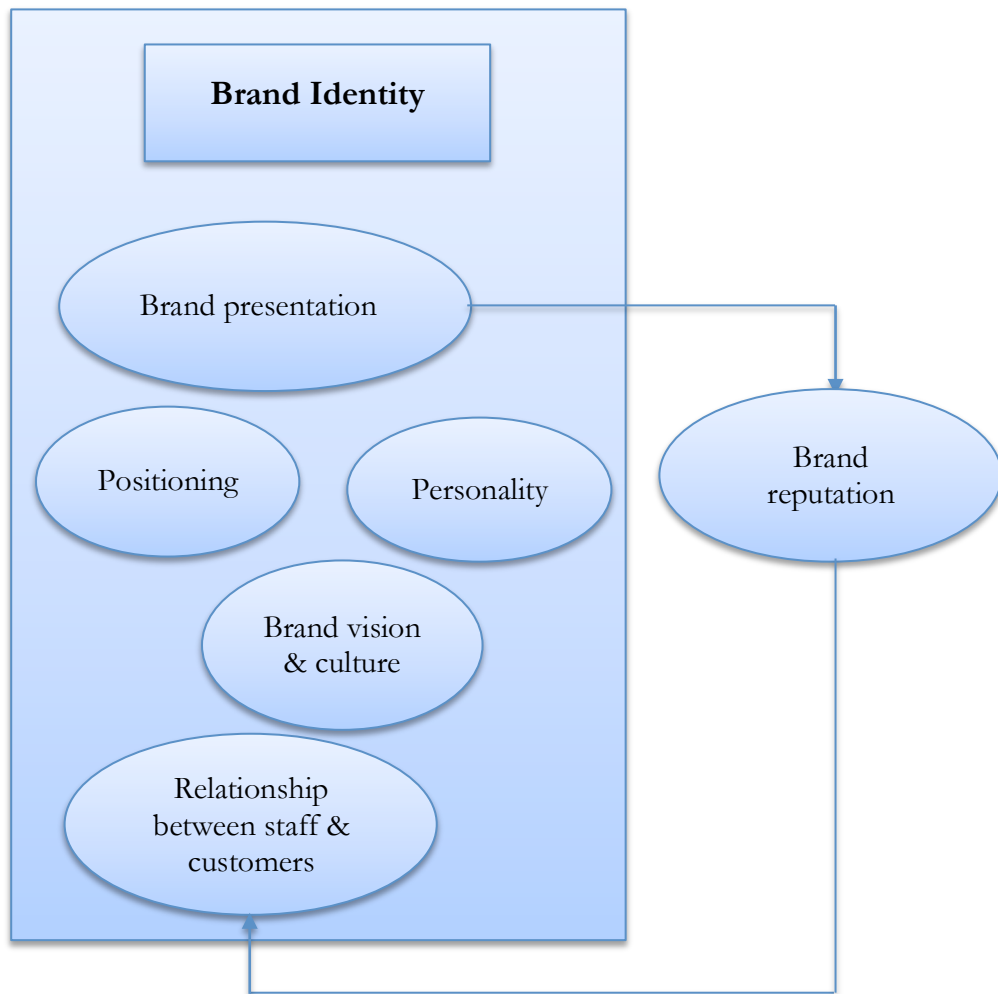 Brand Identity
Brand presentation
Positioning
Personality
Brand
reputation
Brand vision
& culture
Relationship
between staff &
customers